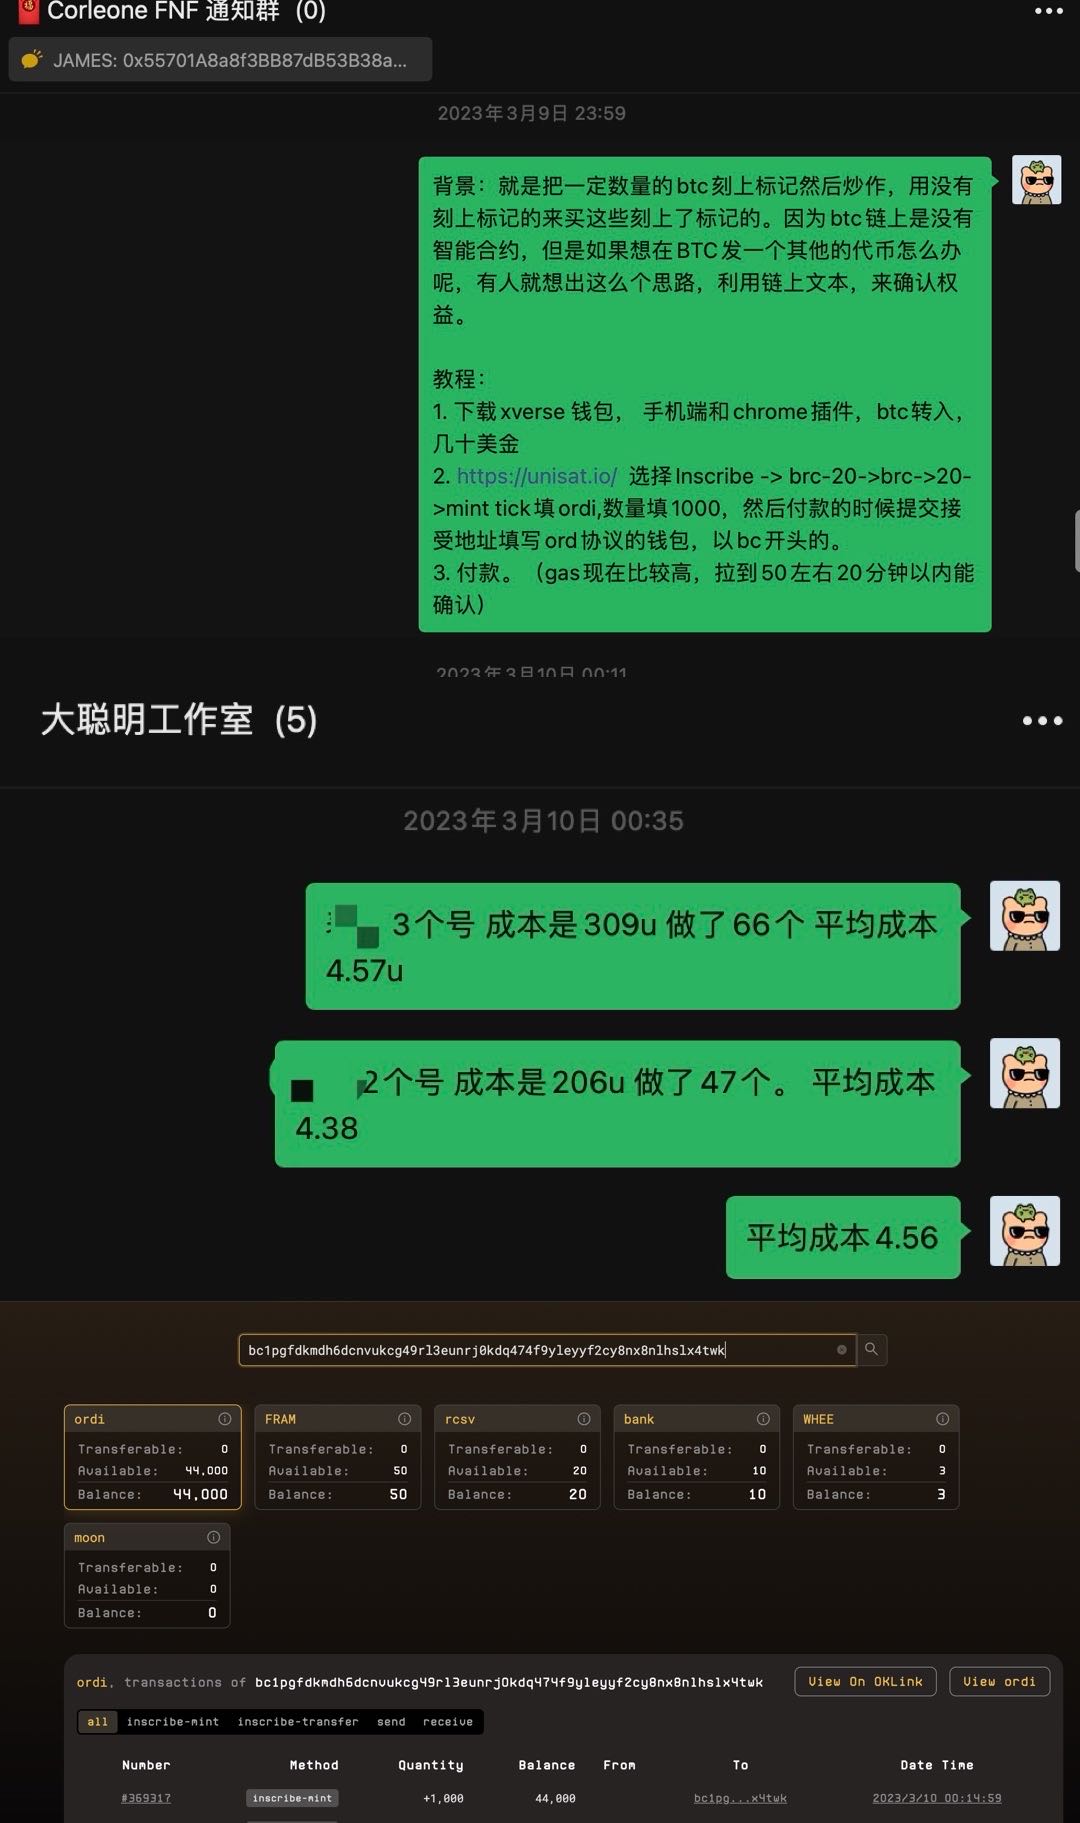 Corleone FNF 通知群 (0)
JAMES: 0x55701A8a8f3BB87dB53B38a...
2023年3月9日 23:59
背景：就是把一定数量的btc刻上标记然后炒作，用没有
刻上标记的来买这些刻上了标记的。因为btc链上是没有
智能合约，但是如果想在BTC发一个其他的代币怎么办
呢，有人就想出这么个思路，利用链上文本，来确认权
益。
教程：
1. 下载xverse 钱包， 手机端和chrome插件，btc转入，
几十美金
2. https://unisat.io/ 选择Inscribe -> brc-20->brc->20-
>mint tick填ordi,数量填1000，然后付款的时候提交接
受地址填写ord协议的钱包，以bc开头的。
3. 付款。（gas现在比较高，拉到50左右20分钟以内能
确认）
2023年3月10日 00:11
大聪明工作室 (5)
2023年3月10日 00:35
3个号 成本是309u 做了66个 平均成本
4.57u
2个号 成本是206u 做了47个。 平均成本
4.38
平均成本4.56
bc1pgfdkmdh6dcnvukcg49rl3eunrj0kdq474f9yleyyf2cy8nx8nlhslx4twk
ordi FRAM rcsv bank WHEE
Transferable: 0 Transferable: 0 Transferable: 0 Transferable: 0 Transferable: 0
Available: 44,000 Available: 50 Available: 20 Available: 10 Available: 3
Balance: 44,000 Balance: 50 Balance: 20 Balance: 10 Balance: 3
moon
Transferable: 0
Available: 0
Balance: 0
ordi, transactions of bc1pgfdkmdh6dcnvukcg49rl3eunrj0kdq474f9yleyyf2cy8nx8nlhslx4twk View On OKLink View ordi
all inscribe-mint inscribe-transfer send receive
Number Method Quantity Balance From To Date Time
#369317 inscribe-mint +1,000 44,000 bc1pg...x4twk 2023/3/10 00:14:59